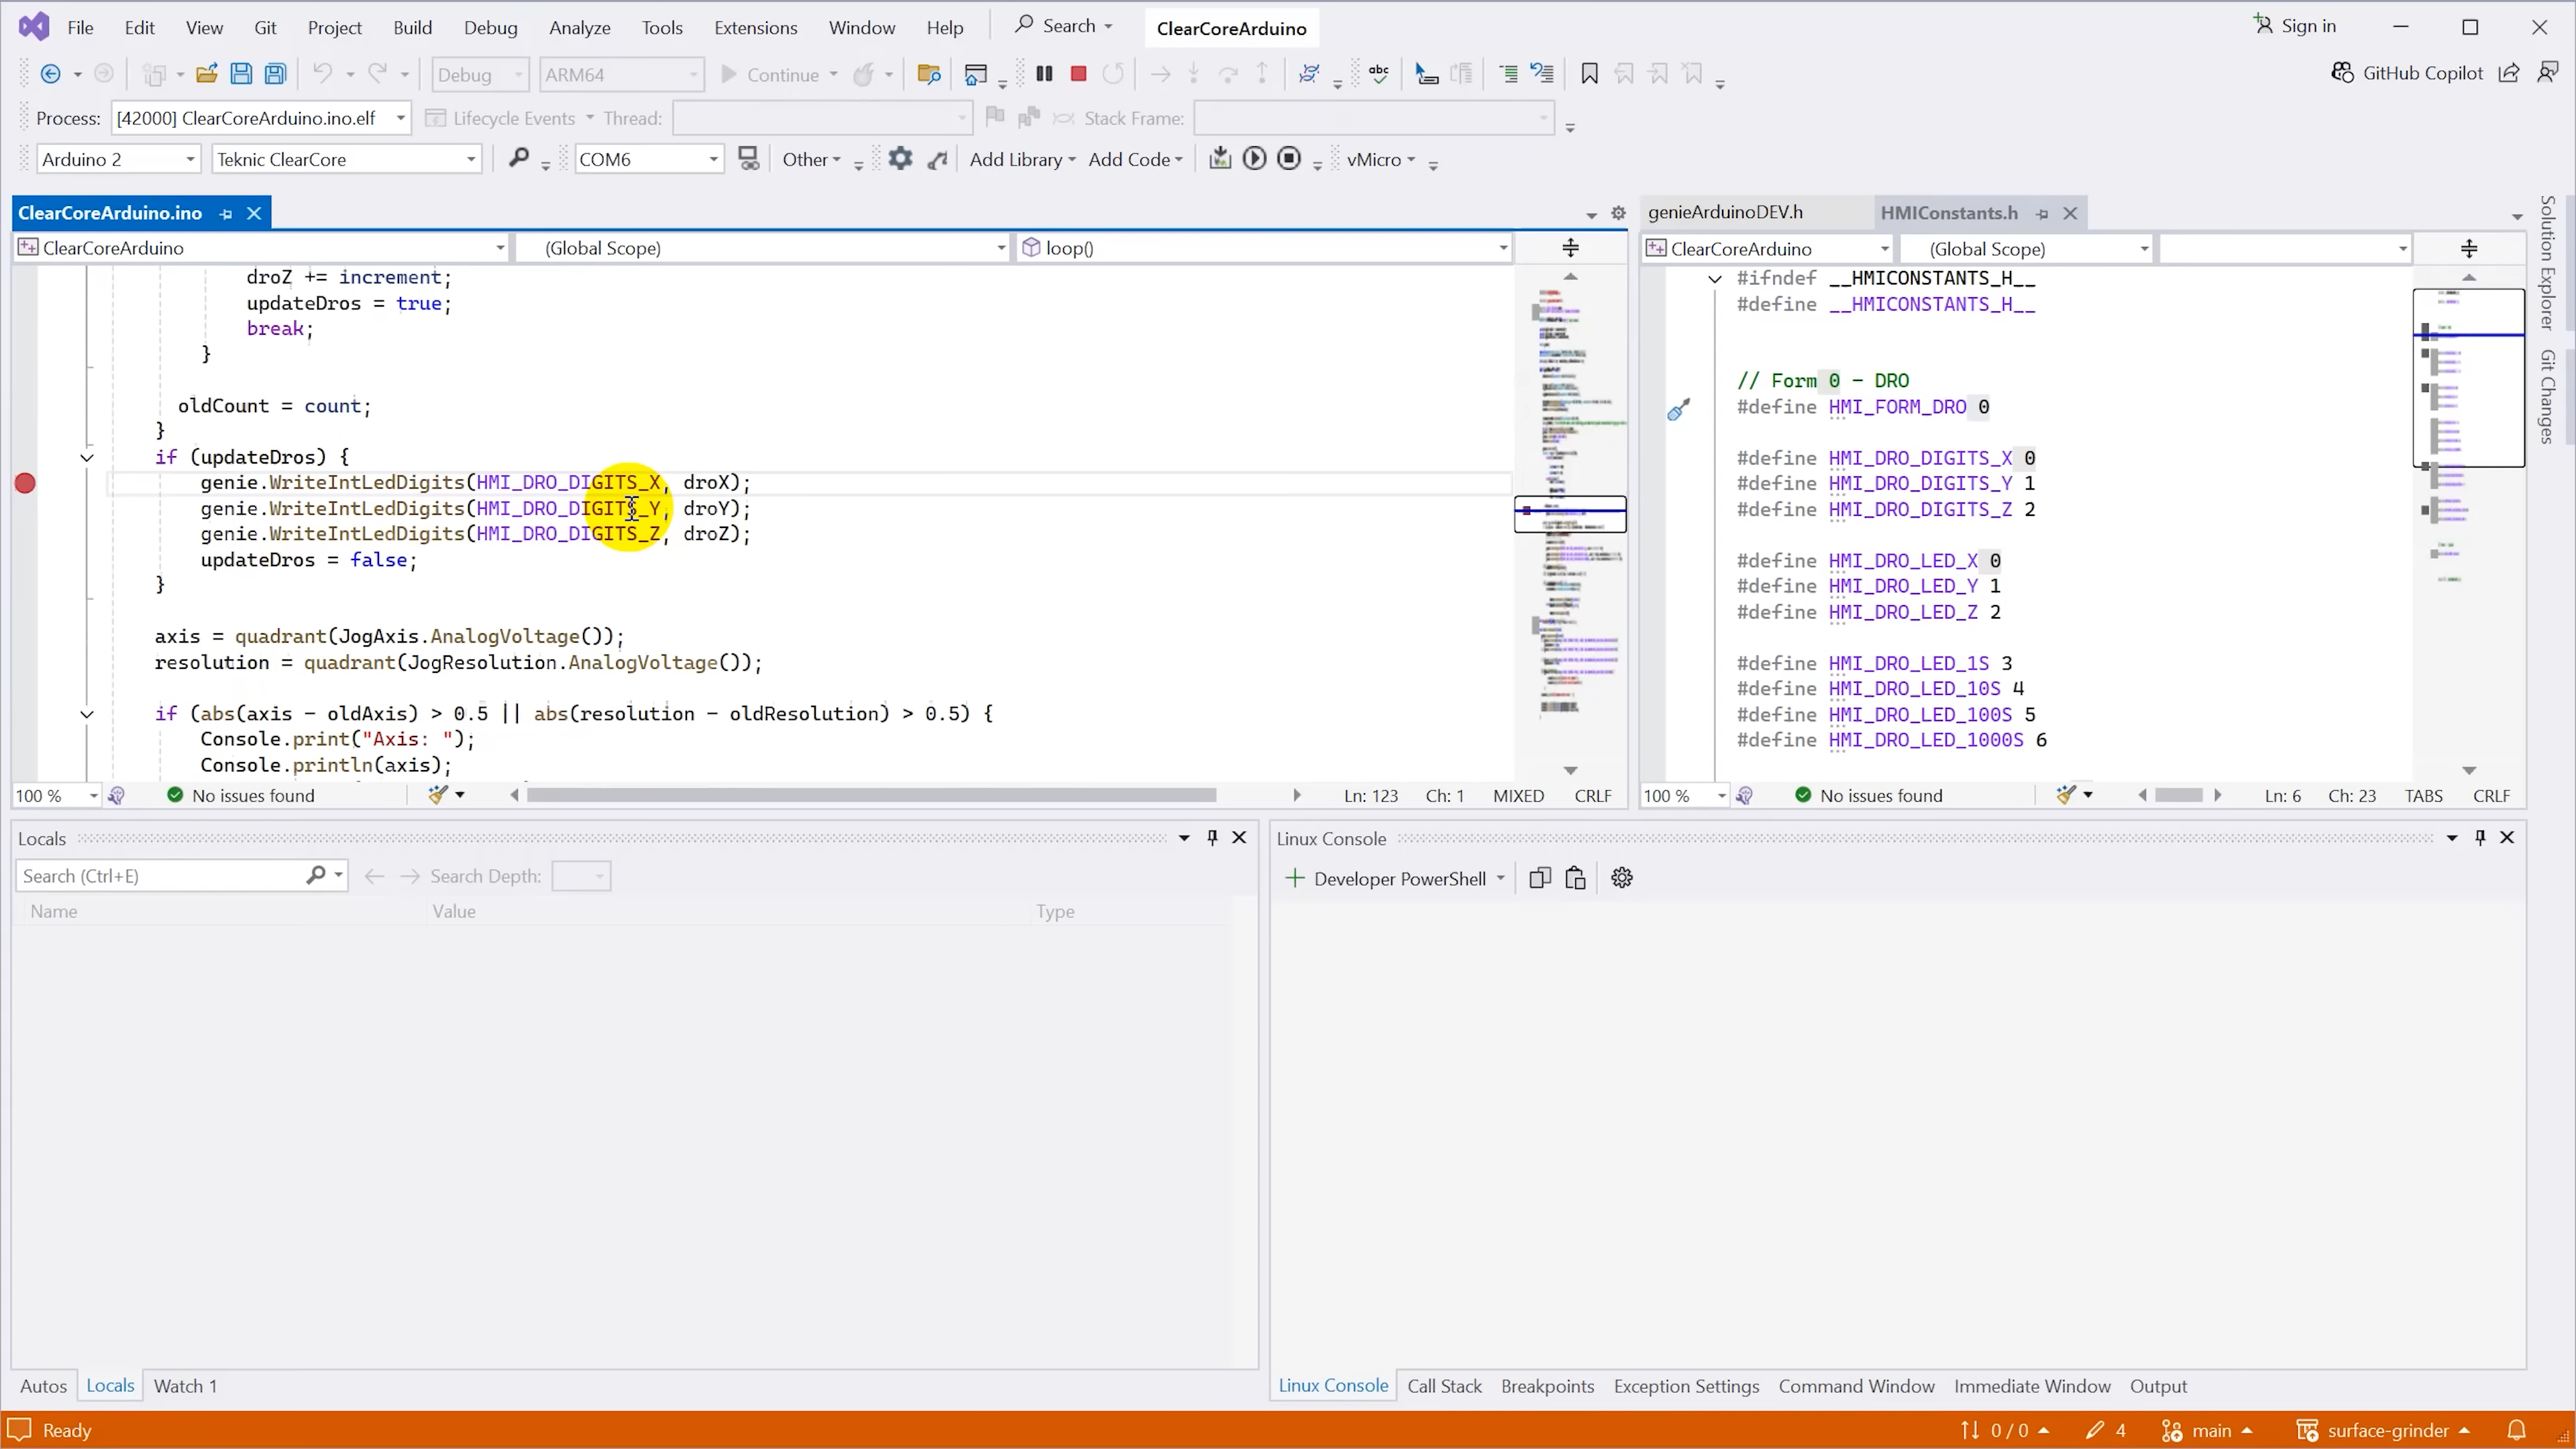 File Edit View Git Project Build Debug Analyze Tools Extensions Window Help Search ClearCoreArduino Sign in
Debug ARM64 Continue abc GitHub Copilot
Process: [42000] ClearCoreArduino.ino.elf Lifecycle Events Thread: Stack Frame:
Arduino 2 Teknic ClearCore COM6 Other Add Library Add Code vMicro
ClearCoreArduino.ino
ClearCoreArduino (Global Scope) loop()
droZ += increment;
updateDros = true;
break;
}
oldCount = count;
}
if (updateDros) {
genie.WriteIntLedDigits(HMI_DRO_DIGITS_X, droX);
genie.WriteIntLedDigits(HMI_DRO_DIGITS_Y, droY);
genie.WriteIntLedDigits(HMI_DRO_DIGITS_Z, droZ);
updateDros = false;
}
axis = quadrant(JogAxis.AnalogVoltage());
resolution = quadrant(JogResolution.AnalogVoltage());
if (abs(axis - oldAxis) > 0.5 || abs(resolution - oldResolution) > 0.5) {
Console.print("Axis: ");
Console.println(axis);
100 % No issues found Ln: 123 Ch: 1 MIXED CRLF
genieArduinoDEV.h HMIConstants.h
ClearCoreArduino (Global Scope)
#ifndef __HMICONSTANTS_H__
#define __HMICONSTANTS_H__
// Form 0 - DRO
#define HMI_FORM_DRO 0
#define HMI_DRO_DIGITS_X 0
#define HMI_DRO_DIGITS_Y 1
#define HMI_DRO_DIGITS_Z 2
#define HMI_DRO_LED_X 0
#define HMI_DRO_LED_Y 1
#define HMI_DRO_LED_Z 2
#define HMI_DRO_LED_1S 3
#define HMI_DRO_LED_10S 4
#define HMI_DRO_LED_100S 5
#define HMI_DRO_LED_1000S 6
100 % No issues found Ln: 6 Ch: 23 TABS CRLF
Solution Explorer
Git Changes
Locals
Search (Ctrl+E) Search Depth:
Name Value Type
Autos Locals Watch 1
Linux Console
Developer PowerShell
Linux Console Call Stack Breakpoints Exception Settings Command Window Immediate Window Output
Ready 0 / 0 4 main surface-grinder